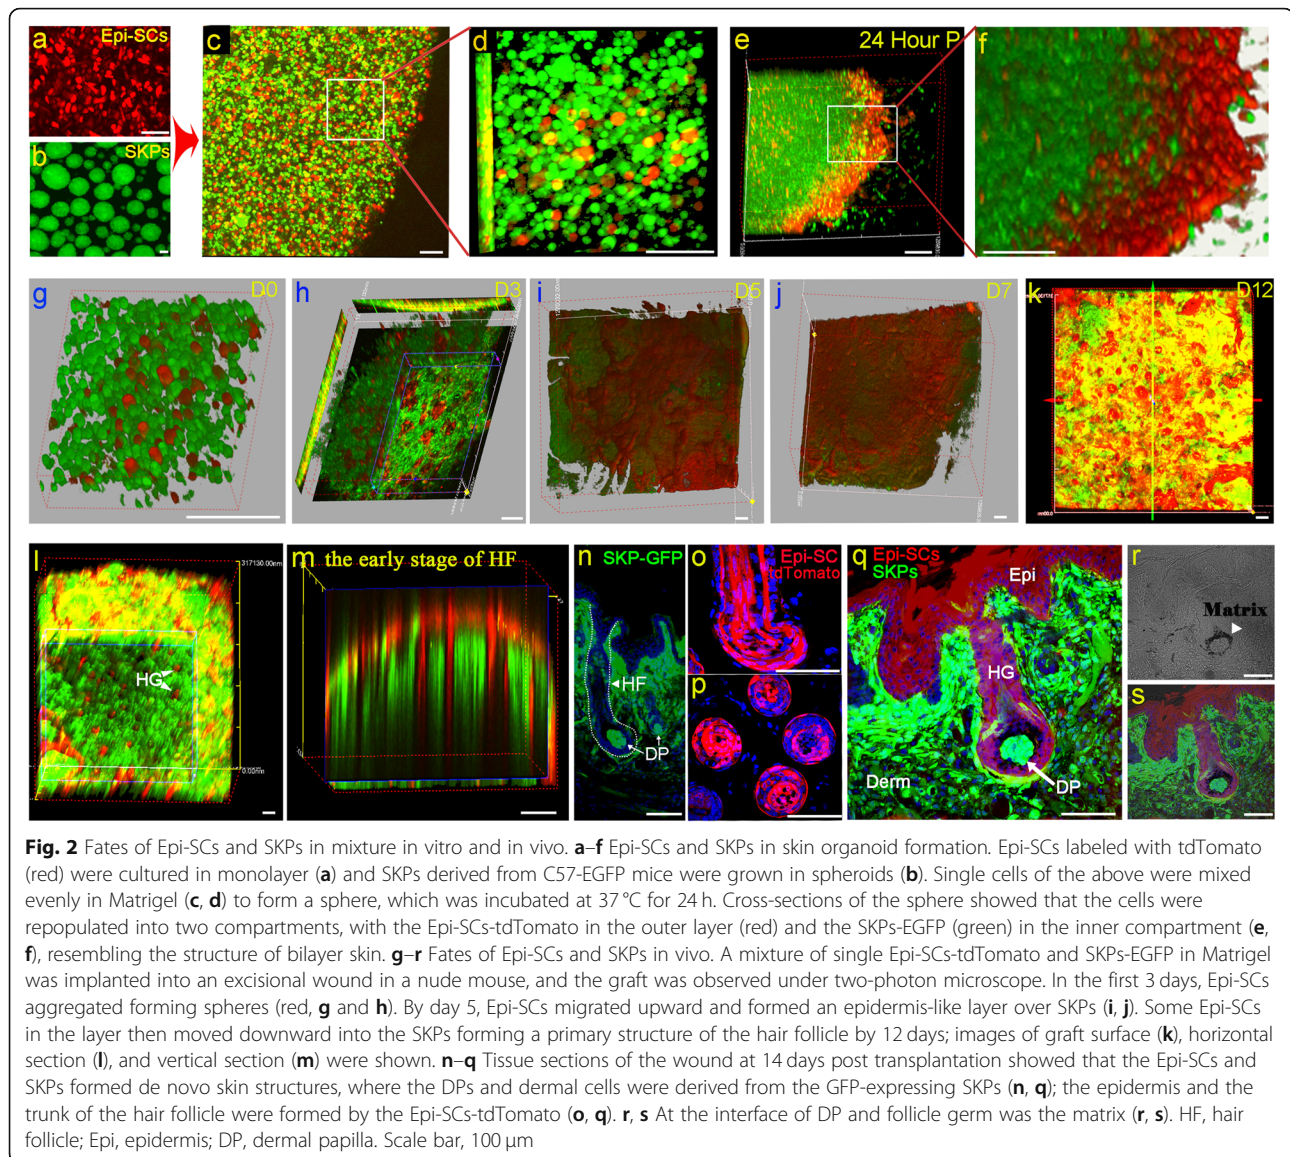 a
Epi-SCs
b
SKPs
c
d
e
24 Hour P
f
g
D0
h
D3
i
D5
j
D7
k
D12
l
HG
317130.00nm
0.00nm
m the early stage of HF
n
SKP-GFP
HF
DP
o
Epi-SC
tdTomato
p
q
Epi-SCs
SKPs
Epi
HG
Derm
DP
r
Matrix
s
Fig. 2 Fates of Epi-SCs and SKPs in mixture in vitro and in vivo. a–f Epi-SCs and SKPs in skin organoid formation. Epi-SCs labeled with tdTomato
(red) were cultured in monolayer (a) and SKPs derived from C57-EGFP mice were grown in spheroids (b). Single cells of the above were mixed
evenly in Matrigel (c, d) to form a sphere, which was incubated at 37 °C for 24 h. Cross-sections of the sphere showed that the cells were
repopulated into two compartments, with the Epi-SCs-tdTomato in the outer layer (red) and the SKPs-EGFP (green) in the inner compartment (e,
f), resembling the structure of bilayer skin. g–r Fates of Epi-SCs and SKPs in vivo. A mixture of single Epi-SCs-tdTomato and SKPs-EGFP in Matrigel
was implanted into an excisional wound in a nude mouse, and the graft was observed under two-photon microscope. In the first 3 days, Epi-SCs
aggregated forming spheres (red, g and h). By day 5, Epi-SCs migrated upward and formed an epidermis-like layer over SKPs (i, j). Some Epi-SCs
in the layer then moved downward into the SKPs forming a primary structure of the hair follicle by 12 days; images of graft surface (k), horizontal
section (l), and vertical section (m) were shown. n–q Tissue sections of the wound at 14 days post transplantation showed that the Epi-SCs and
SKPs formed de novo skin structures, where the DPs and dermal cells were derived from the GFP-expressing SKPs (n, q); the epidermis and the
trunk of the hair follicle were formed by the Epi-SCs-tdTomato (o, q). r, s At the interface of DP and follicle germ was the matrix (r, s). HF, hair
follicle; Epi, epidermis; DP, dermal papilla. Scale bar, 100 μm